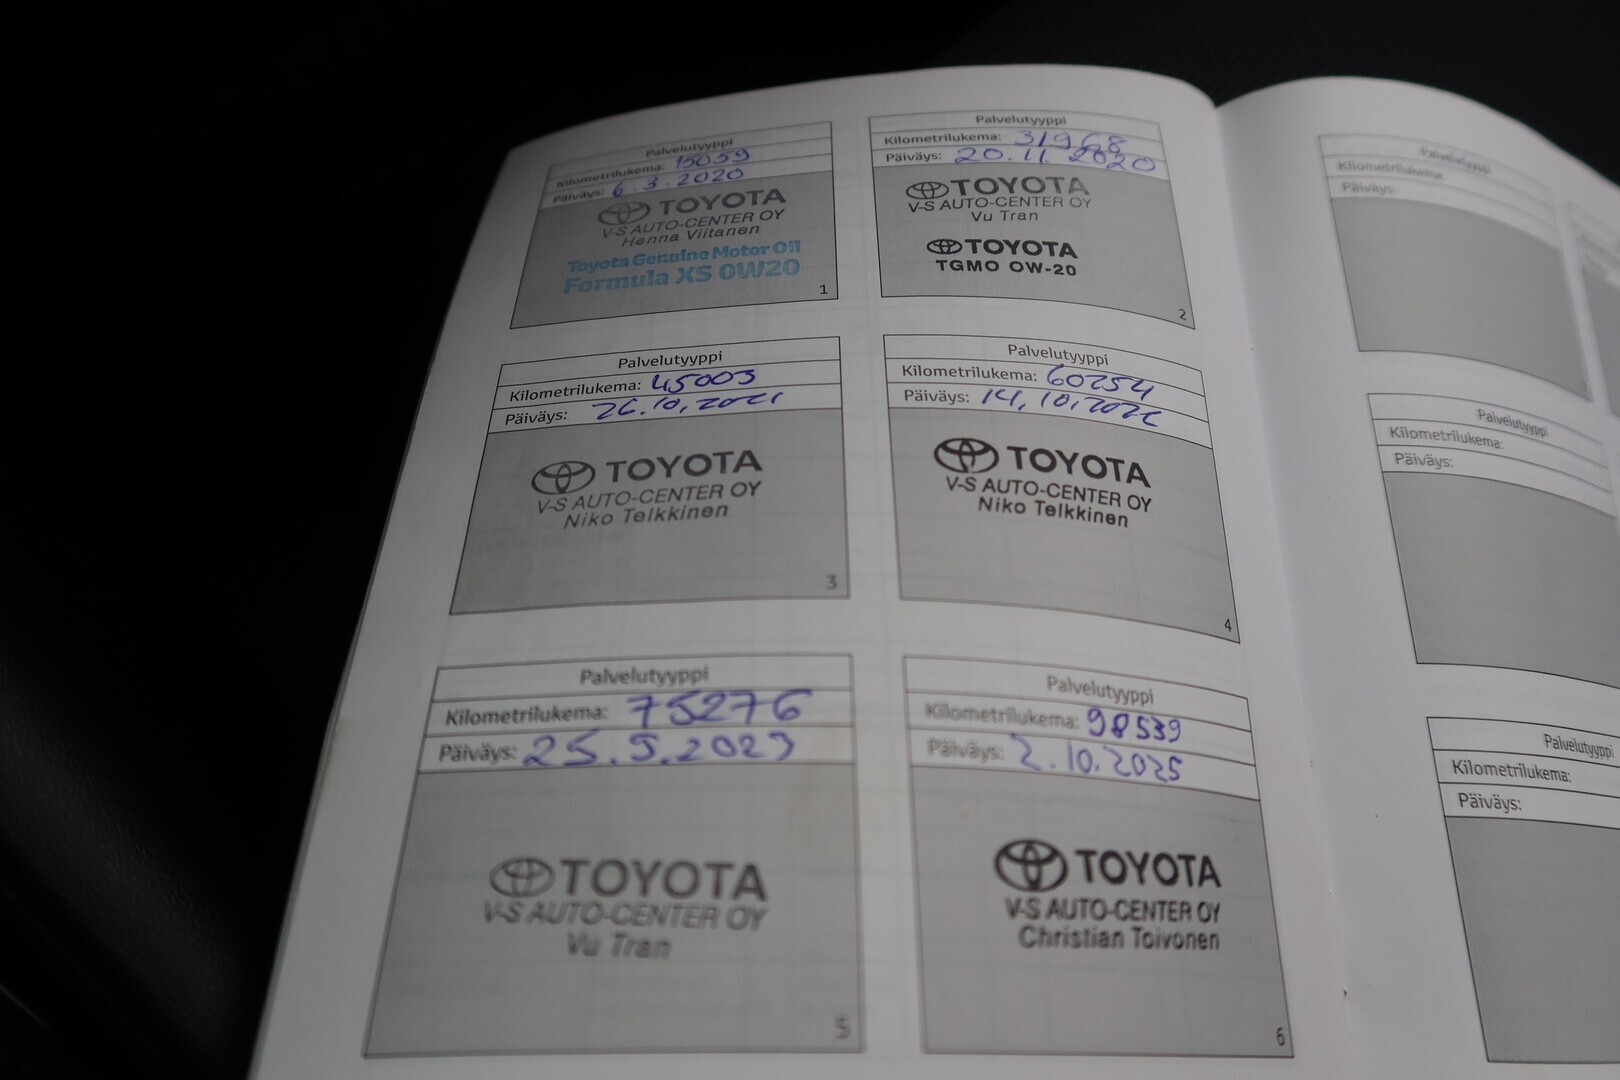 Palvelutyyppi
Kilometrilukema: 15059
Päiväys: 6.3.2020
TOYOTA
V-S AUTO-CENTER OY
Henna Viitanen
Toyota Genuine Motor Oil
Formula XS 0W20
1
Palvelutyyppi
Kilometrilukema: 31968
Päiväys: 20.11.2020
TOYOTA
V-S AUTO-CENTER OY
Vu Tran
TOYOTA
TGMO OW-20
2
Palvelutyyppi
Kilometrilukema: 45003
Päiväys: 26.10.2021
TOYOTA
V-S AUTO-CENTER OY
Niko Telkkinen
3
Palvelutyyppi
Kilometrilukema: 60254
Päiväys: 14.10.2022
TOYOTA
V-S AUTO-CENTER OY
Niko Telkkinen
4
Palvelutyyppi
Kilometrilukema: 75276
Päiväys: 25.9.2023
TOYOTA
V-S AUTO-CENTER OY
Vu Tran
5
Palvelutyyppi
Kilometrilukema: 98539
Päiväys: 2.10.2025
TOYOTA
V-S AUTO-CENTER OY
Christian Toivonen
6
Palvelutyyppi
Kilometrilukema:
Päiväys:
Palvelutyyppi
Kilometrilukema:
Päiväys:
Palvelutyyppi
Kilometrilukema:
Päiväys: